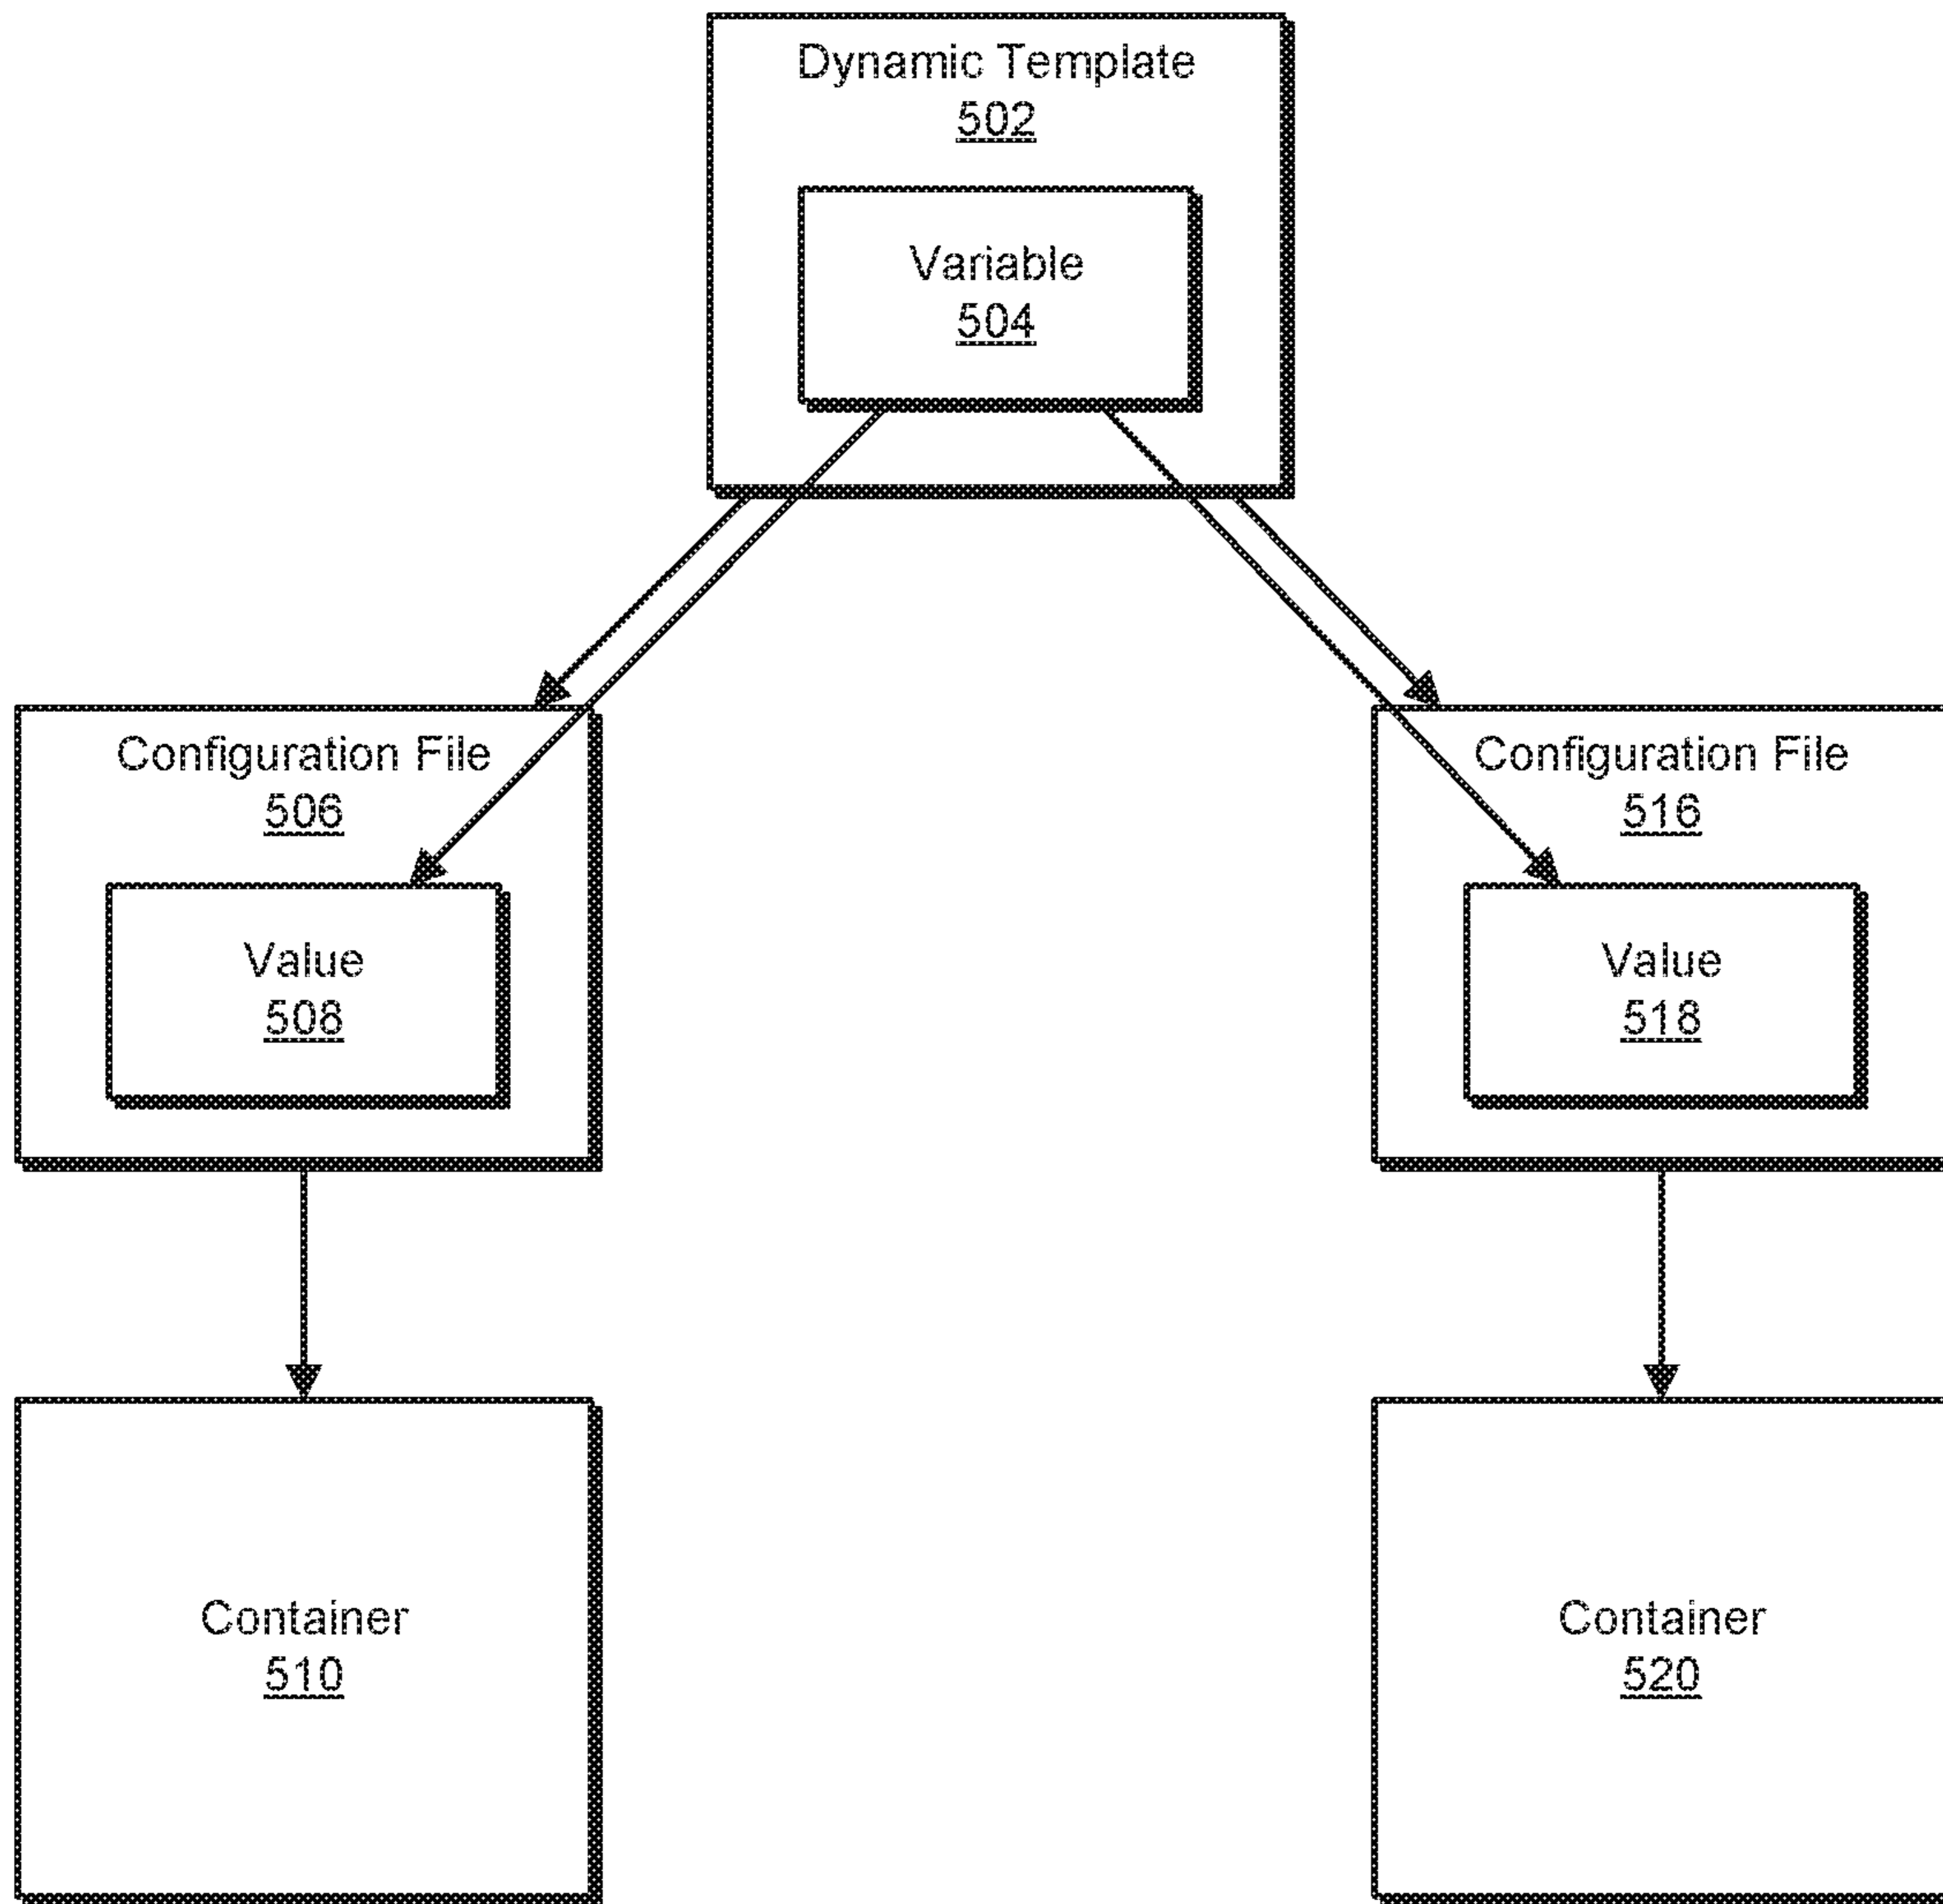 Dynamic Template
502
Variable
504
Configuration File
506
Value
508
Configuration File
516
Value
518
Container
510
Container
520